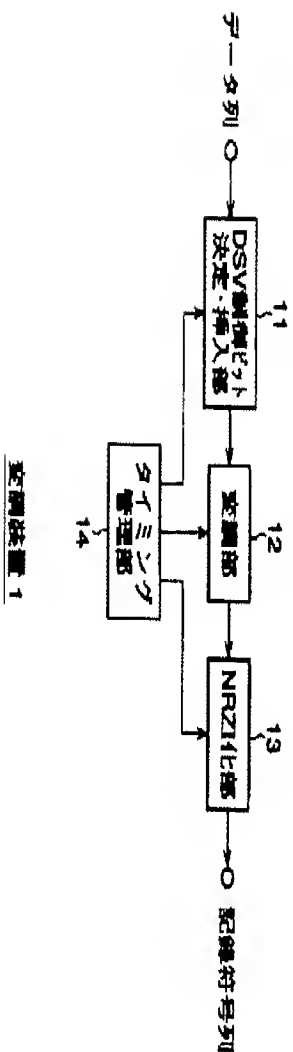 データ列
11
DSV制御ビット
決定・挿入部
12
変調部
13
NRZI化部
記録符号列
タイミング
管理部
14
変調装置 1